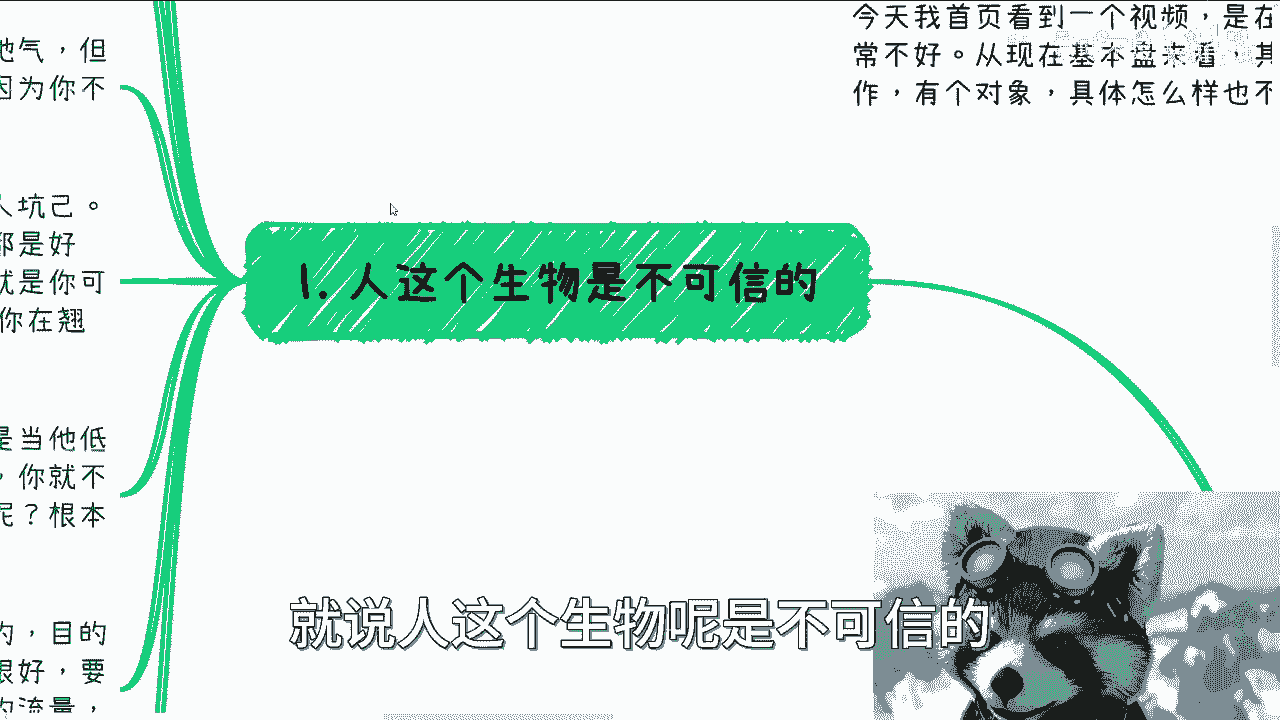 今天我首页看到一个视频，是在
常不好。从现在基本盘来看，其
作，有个对象，具体怎么样也不
地气，但
因为你不
人坑己。
都是好
就是你可
你在翘
是当他低
，你就不
呢？根本
1. 人这个生物是不可信的
的，目的
很好，要
的流量，
就说人这个生物呢是不可信的